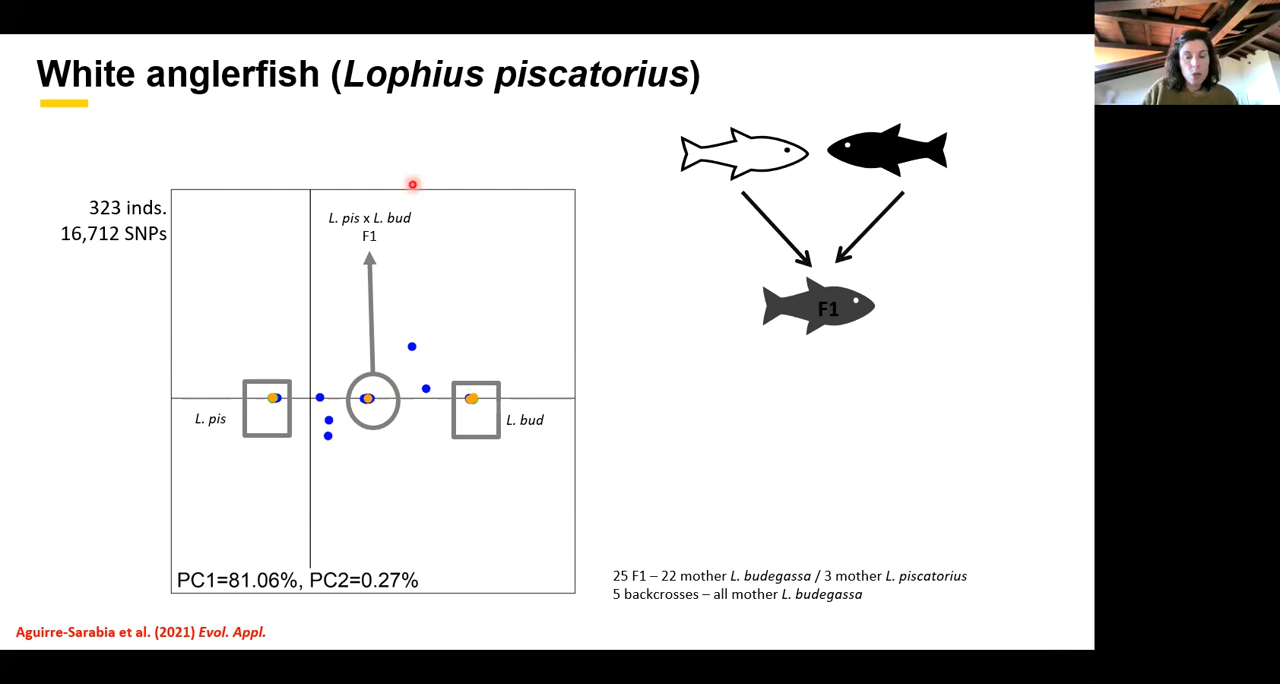 White anglerfish (Lophius piscatorius)
323 inds.
16,712 SNPs
L. pis x L. bud
F1
L. pis
L. bud
PC1=81.06%, PC2=0.27%
F1
25 F1 – 22 mother L. budegassa / 3 mother L. piscatorius
5 backcrosses – all mother L. budegassa
Aguirre-Sarabia et al. (2021) Evol. Appl.